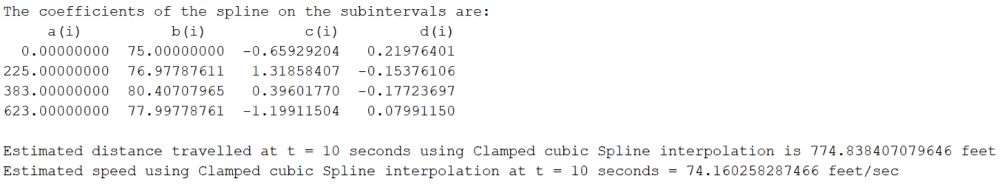 The coefficients of the spline on the subintervals are:
a(i) b(i) c(i) d(i)
0.00000000 75.00000000 -0.65929204 0.21976401
225.00000000 76.97787611 1.31858407 -0.15376106
383.00000000 80.40707965 0.39601770 -0.17723697
623.00000000 77.99778761 -1.19911504 0.07991150
Estimated distance travelled at t = 10 seconds using Clamped cubic Spline interpolation is 774.838407079646 feet
Estimated speed using Clamped cubic Spline interpolation at t = 10 seconds = 74.160258287466 feet/sec